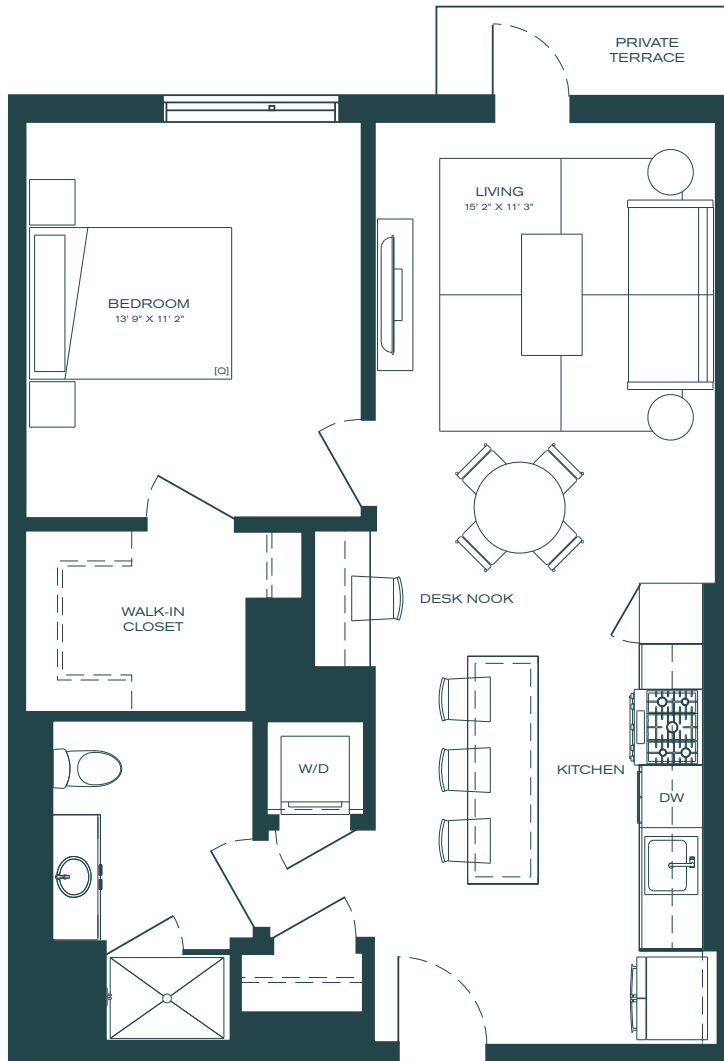 PRIVATE
TERRACE
LIVING
15' 2" X 11' 3"
BEDROOM
13' 9" X 11' 2"
[Q]
DESK NOOK
WALK-IN
CLOSET
W/D
KITCHEN
DW